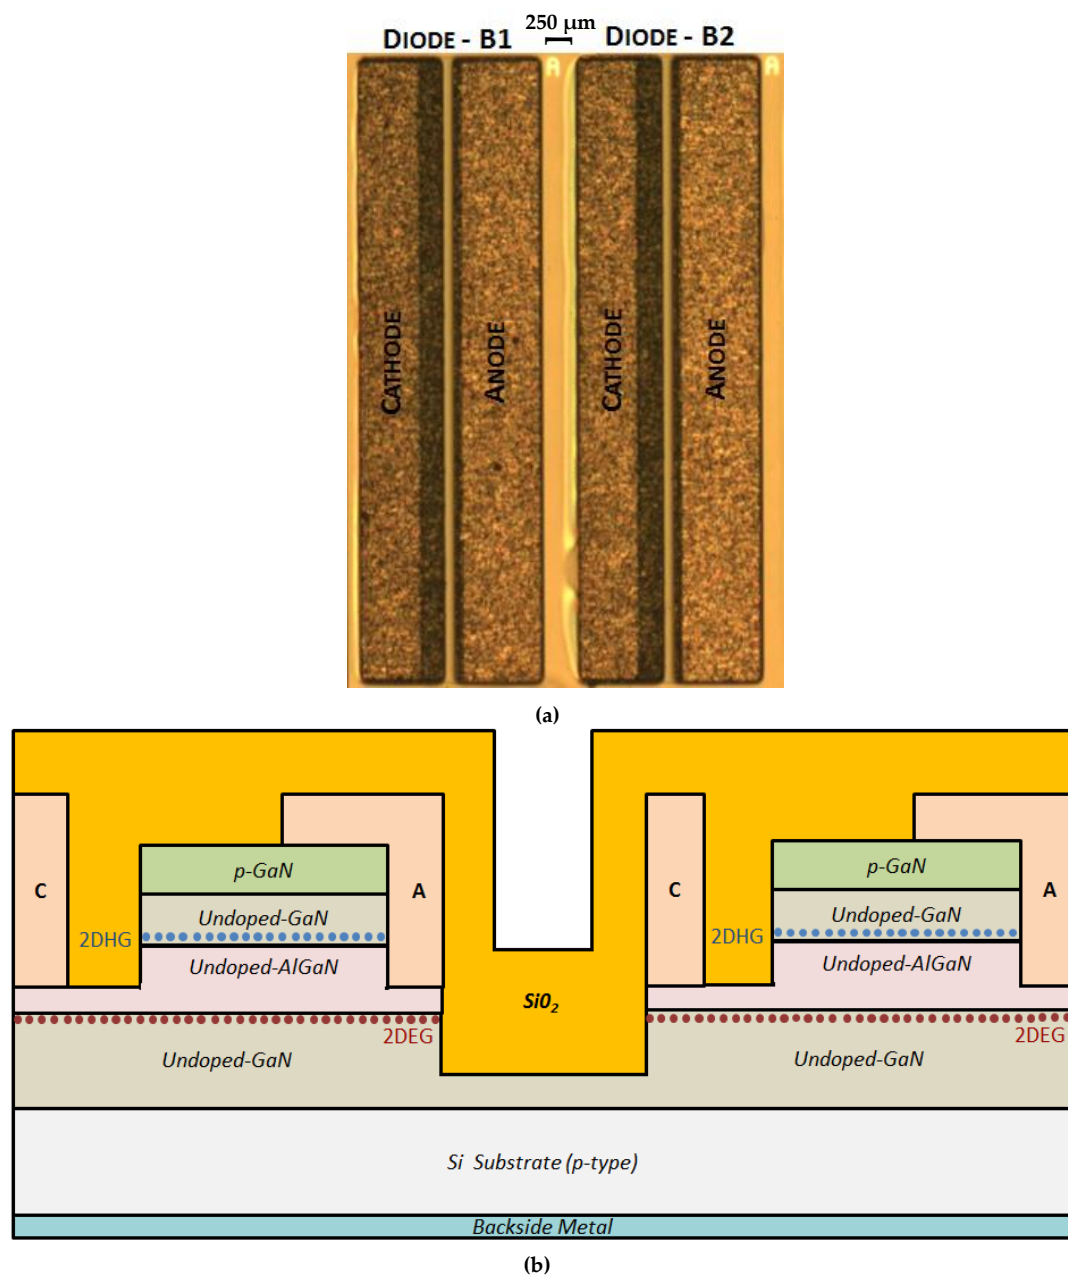 250 µm
DIODE - B1
DIODE - B2
A
A
CATHODE
ANODE
CATHODE
ANODE
(a)
C
p-GaN
A
Undoped-GaN
2DHG
Undoped-AlGaN
2DEG
Undoped-GaN
SiO₂
C
p-GaN
A
Undoped-GaN
2DHG
Undoped-AlGaN
2DEG
Undoped-GaN
Si Substrate (p-type)
Backside Metal
(b)